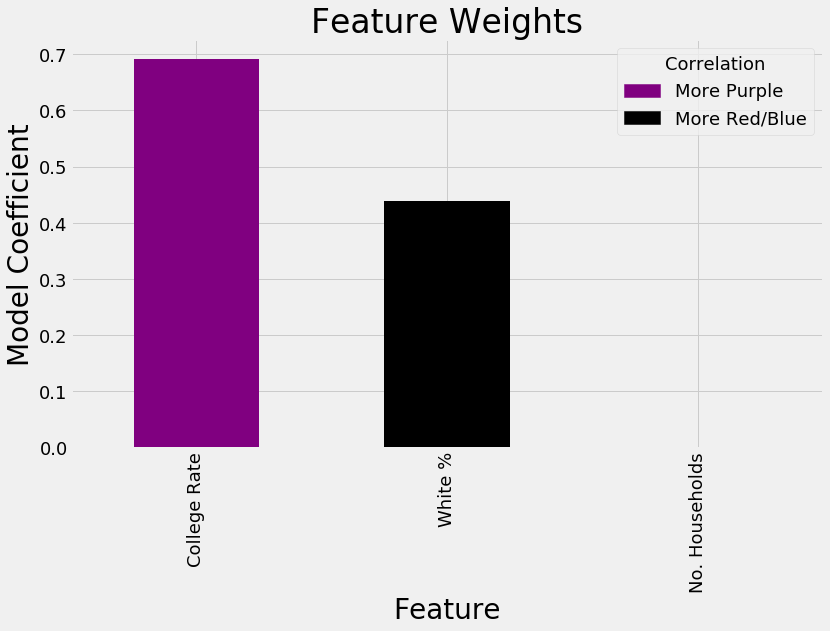 Feature Weights
Correlation
More Purple
More Red/Blue
Model Coefficient
0.7
0.6
0.5
0.4
0.3
0.2
0.1
0.0
College Rate
White %
No. Households
Feature